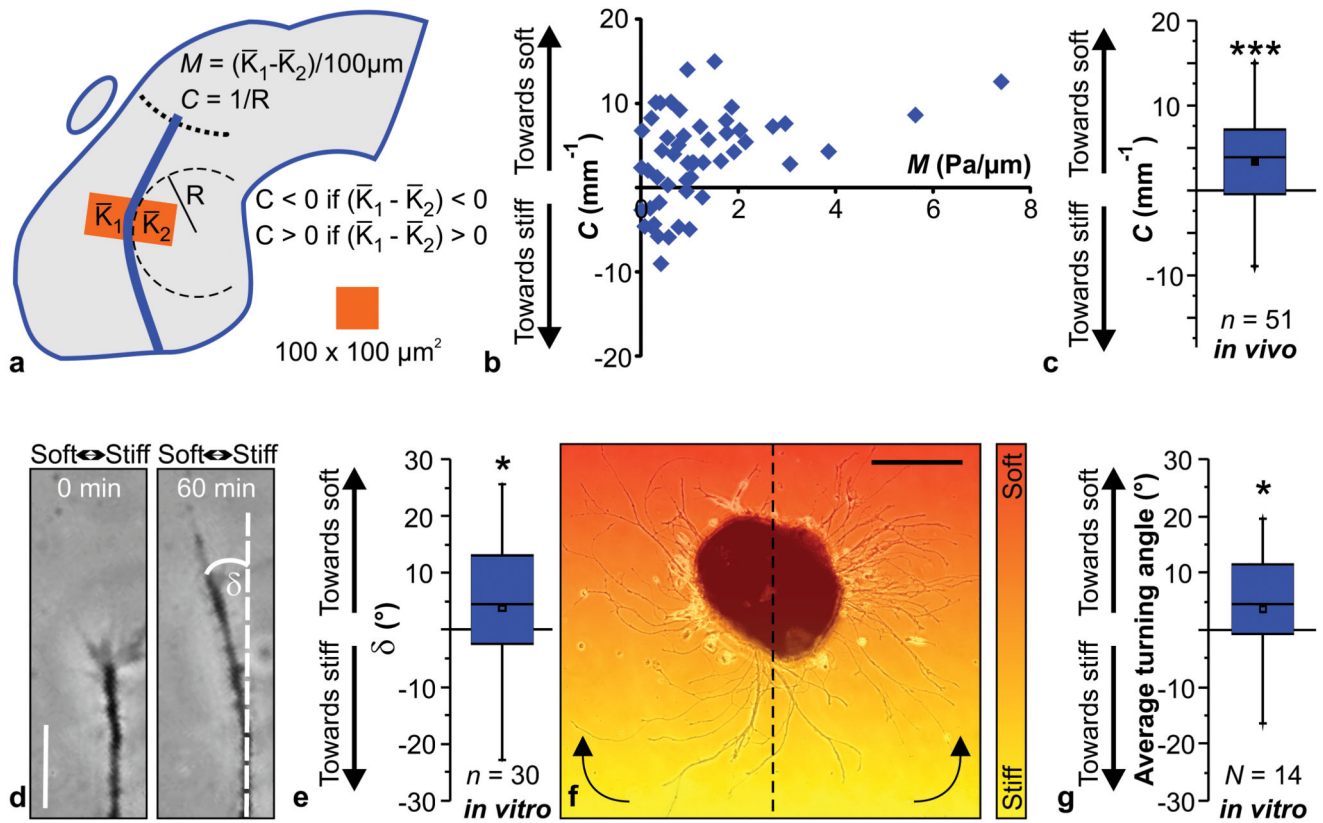 M = (K̅₁-K̅₂)/100μm
C = 1/R
R
K̅₁
K̅₂
C < 0 if (K̅₁ - K̅₂) < 0
C > 0 if (K̅₁ - K̅₂) > 0
100 x 100 μm²
a
Towards soft
Towards stiff
C (mm⁻¹)
20
10
0
-10
-20
M (Pa/μm)
2
4
6
8
b
Towards soft
Towards stiff
C (mm⁻¹)
20
10
-10
***
n = 51
in vivo
c
Soft⇔Stiff
0 min
Soft⇔Stiff
60 min
δ
d
Towards soft
Towards stiff
δ (°)
30
20
10
-10
-20
-30
*
n = 30
in vitro
e
Soft
Stiff
f
Towards soft
Towards stiff
Average turning angle (°)
30
20
10
-10
-20
-30
*
N = 14
in vitro
g